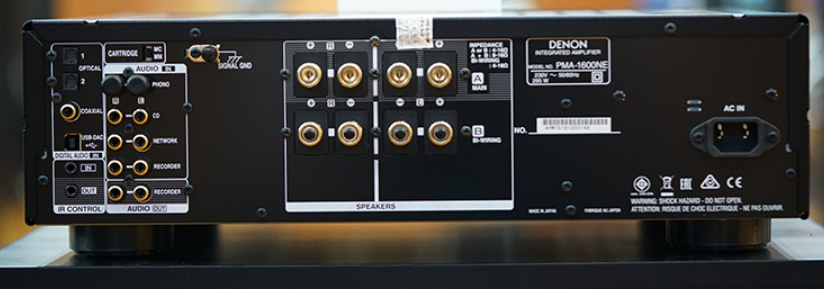 1
OPTICAL
2
COAXIAL
USB-DAC
DIGITAL AUDIO IN
IN
OUT
IR CONTROL
CARTRIDGE
MC
MM
SIGNAL GND
AUDIO IN
PHONO
R L
CD
NETWORK
RECORDER
RECORDER
AUDIO OUT
+ R − − L +
+ R − − L +
SPEAKERS
IMPEDANCE
A or B : 4-16Ω
A + B : 8-16Ω
BI-WIRING
: 4-16Ω
A
MAIN
B
BI-WIRING
DENON
INTEGRATED AMPLIFIER
MODEL NO. PMA-1600NE
230V ~ 50/60Hz
295 W
NO.
AC IN
EAC CE
WARNING: SHOCK HAZARD - DO NOT OPEN.
ATTENTION: RISQUE DE CHOC ELECTRIQUE - NE PAS OUVRIR.
MADE IN JAPAN
FABRIQUE AU JAPON